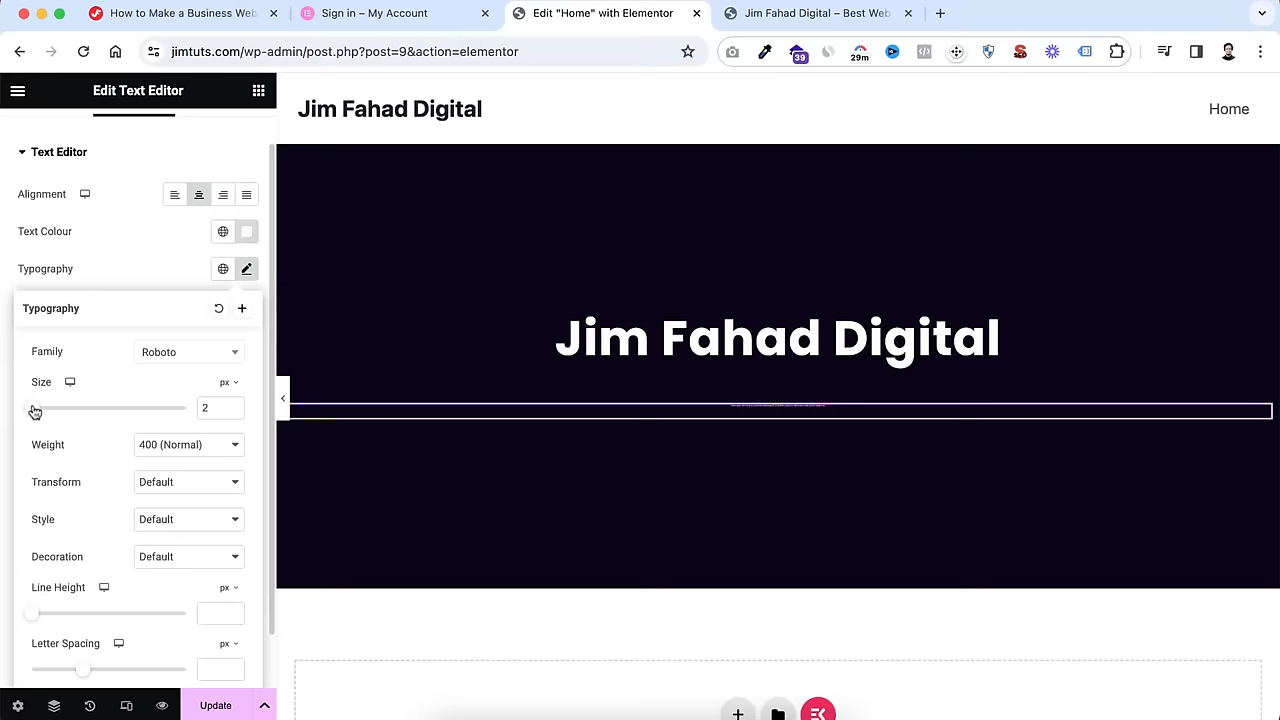 How to Make a Business Web
Sign in – My Account
Edit "Home" with Elementor
Jim Fahad Digital – Best Web
jimtuts.com/wp-admin/post.php?post=9&action=elementor
39
29m
Edit Text Editor
Jim Fahad Digital
Home
Text Editor
Alignment
Text Colour
Typography
Typography
Family
Roboto
Size
px
2
Weight
400 (Normal)
Transform
Default
Style
Default
Decoration
Default
Line Height
px
Letter Spacing
px
Update
Jim Fahad Digital